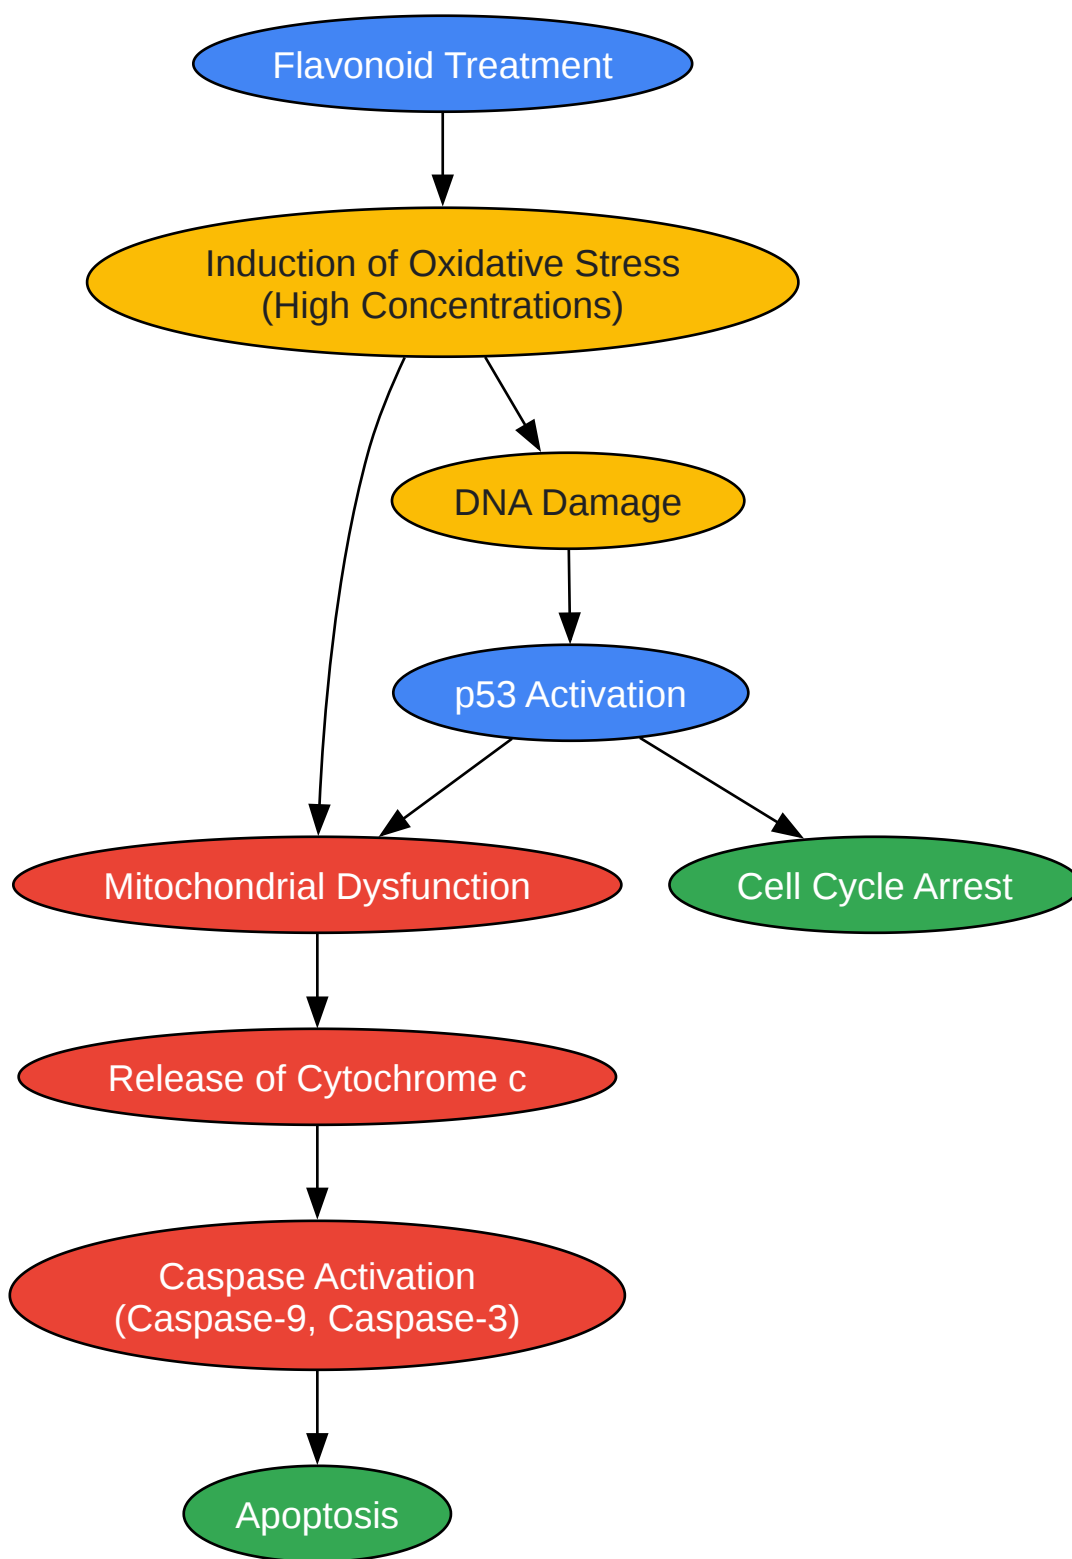 Flavonoid Treatment
Induction of Oxidative Stress
(High Concentrations)
DNA Damage
p53 Activation
Mitochondrial Dysfunction
Cell Cycle Arrest
Release of Cytochrome c
Caspase Activation
(Caspase-9, Caspase-3)
Apoptosis